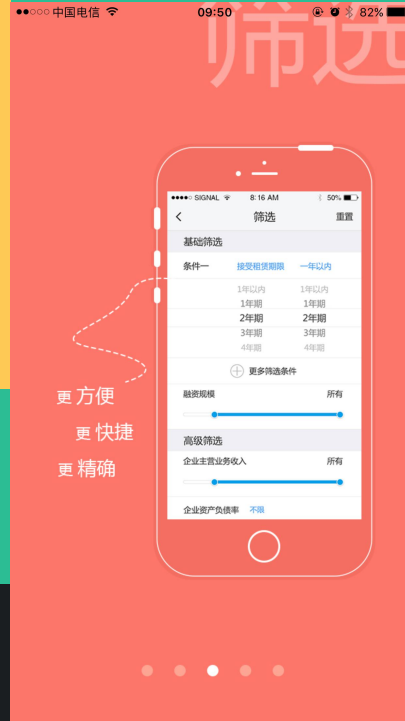 中国电信 09:50 82%
筛选
SIGNAL 8:16 AM 50%
筛选 重置
基础筛选
条件一 接受租赁期限 一年以内
1年以内 1年以内
1年期 1年期
2年期 2年期
3年期 3年期
4年期 4年期
更多筛选条件
融资规模 所有
高级筛选
企业主营业务收入 所有
企业资产负债率 不限
更方便
更快捷
更精确